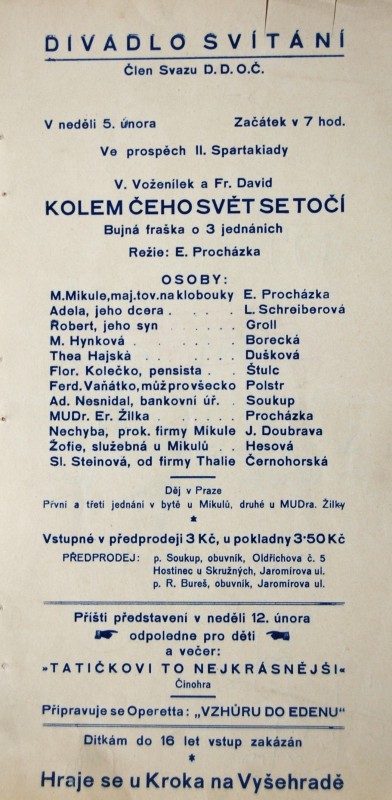 DIVADLO SVÍTÁNÍ
Člen Svazu D. D. O. Č.
V neděli 5. února Začátek v 7 hod.
Ve prospěch II. Spartakiady
V. Voženílek a Fr. David
KOLEM ČEHO SVĚT SE TOČÍ
Bujná fraška o 3 jednáních
Režie: E. Procházka
OSOBY:
M. Mikule, maj. tov. na klobouky E. Procházka
Adela, jeho dcera . . . . L. Schreiberová
Robert, jeho syn . . . . . Groll
M. Hynková . . . . . . Borecká
Thea Hajská . . . . . . Dušková
Flor. Kolečko, pensista . . Štulc
Ferd. Vaňátko, můž pro všecko Polstr
Ad. Nesnidal, bankovní úř. . Soukup
MUDr. Er. Žilka . . . . . Procházka
Nechyba, prok. firmy Mikule J. Doubrava
Žofie, služebná u Mikulů . . Hesová
Sl. Steinová, od firmy Thalie Černohorská
Děj v Praze
První a třetí jednání v bytě u Mikulů, druhé u MUDra. Žilky
*
Vstupné v předprodeji 3 Kč, u pokladny 3·50 Kč
PŘEDPRODEJ: p. Soukup, obuvník, Oldřichova č. 5
Hostinec u Skružných, Jaromírova ul.
p. R. Bureš, obuvník, Jaromírova ul.
Příští představení v neděli 12. února
odpoledne pro děti
a večer:
»TATIČKOVI TO NEJKRÁSNĚJŠÍ«
Činohra
Připravuje se Operetta: „VZHŮRU DO EDENU“
Dítkám do 16 let vstup zakázán
*
Hraje se u Kroka na Vyšehradě